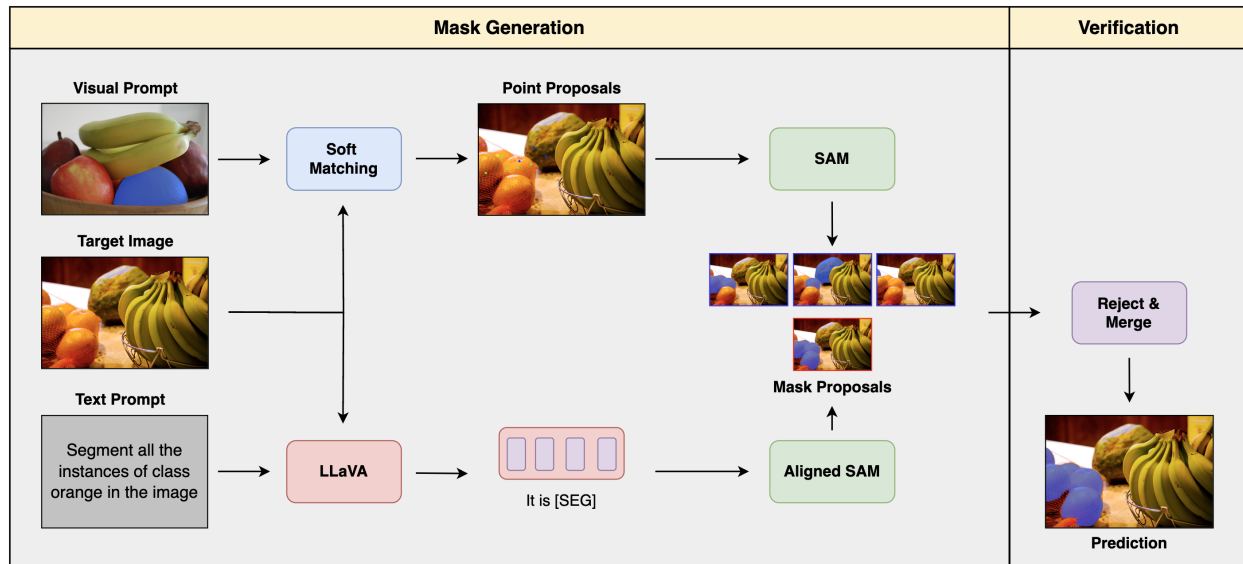 Mask Generation
Verification
Visual Prompt
Point Proposals
Soft
Matching
SAM
Target Image
Reject &
Merge
Mask Proposals
Text Prompt
Segment all the
instances of class
orange in the image
LLaVA
It is [SEG]
Aligned SAM
Prediction